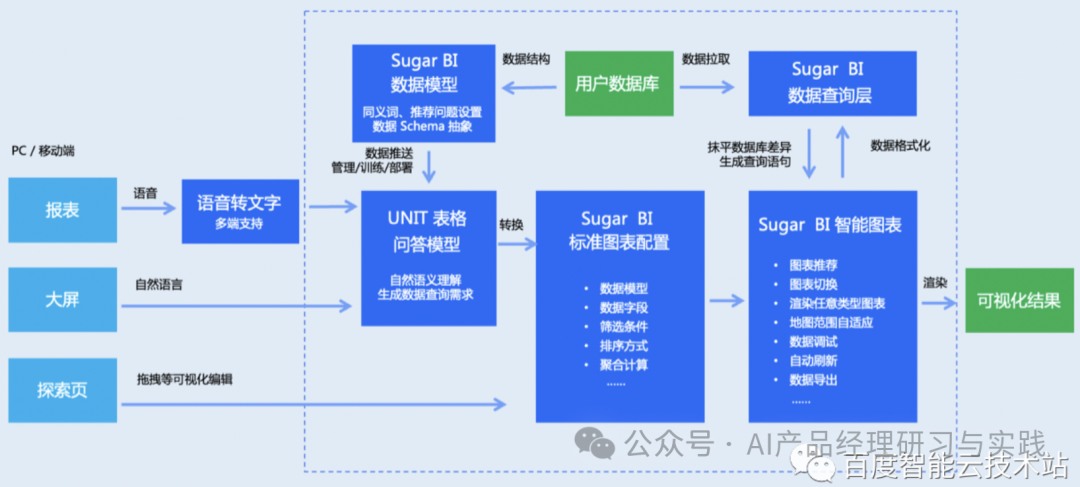 PC / 移动端
报表
语音
语音转文字
多端支持
大屏
自然语言
探索页
拖拽等可视化编辑
Sugar BI
数据模型
同义词、推荐问题设置
数据 Schema 抽象
数据结构
用户数据库
数据拉取
Sugar BI
数据查询层
数据推送
管理/训练/部署
抹平数据库差异
生成查询语句
数据格式化
UNIT 表格
问答模型
自然语义理解
生成数据查询需求
转换
Sugar BI
标准图表配置
• 数据模型
• 数据字段
• 筛选条件
• 排序方式
• 聚合计算
......
Sugar BI 智能图表
• 图表推荐
• 图表切换
• 渲染任意类型图表
• 地图范围自适应
• 数据调试
• 自动刷新
• 数据导出
......
渲染
可视化结果
公众号 · AI产品经理研习与实践
百度智能云技术站